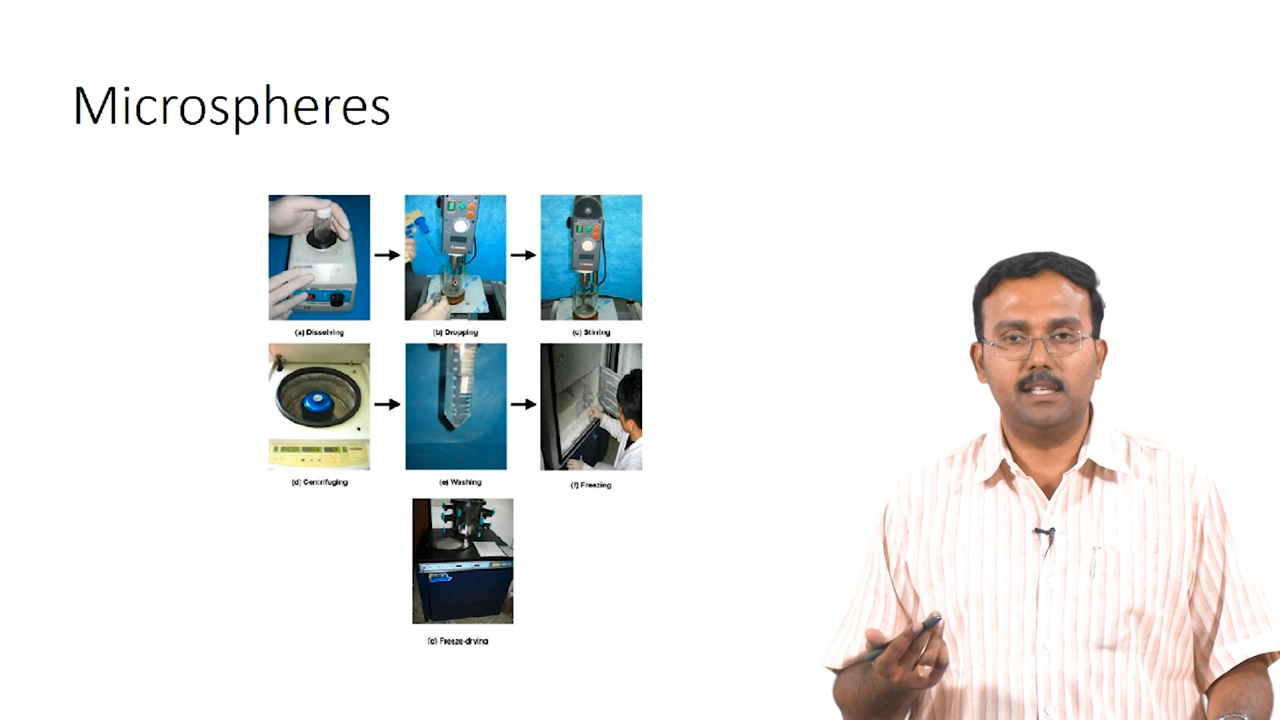 Microspheres
(a) Dissolving
(b) Dropping
(c) Stirring
(d) Centrifuging
(e) Washing
(f) Freezing
(g) Freeze-drying